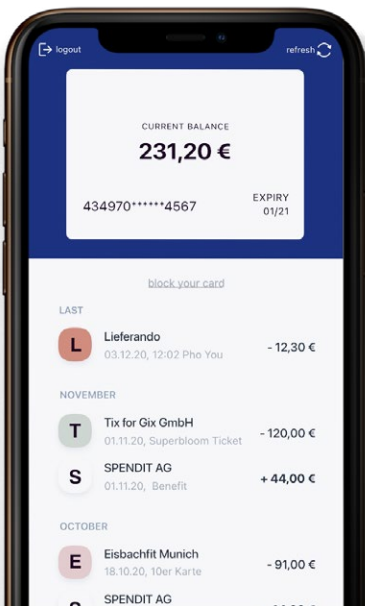 logout
refresh
CURRENT BALANCE
231,20 €
434970******4567
EXPIRY
01/21
block your card
LAST
L
Lieferando
03.12.20, 12:02 Pho You
- 12,30 €
NOVEMBER
T
Tix for Gix GmbH
01.11.20, Superbloom Ticket
- 120,00 €
S
SPENDIT AG
01.11.20, Benefit
+ 44,00 €
OCTOBER
E
Eisbachfit Munich
18.10.20, 10er Karte
- 91,00 €
S
SPENDIT AG